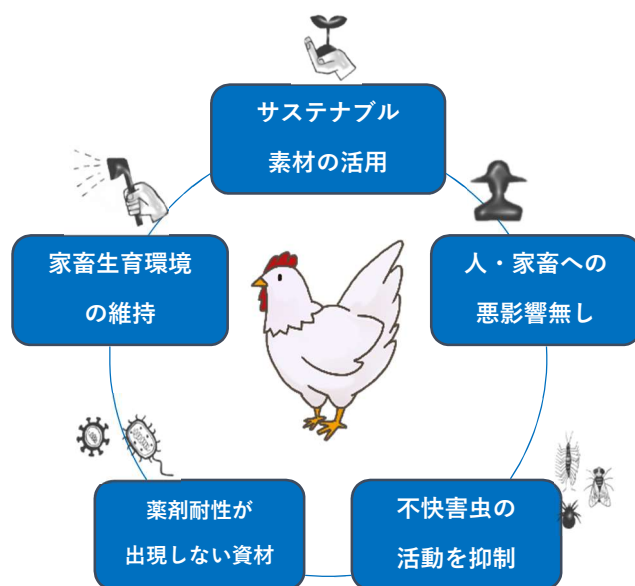 サステナブル
素材の活用
家畜生育環境
の維持
人・家畜への
悪影響無し
薬剤耐性が
出現しない資材
不快害虫の
活動を抑制